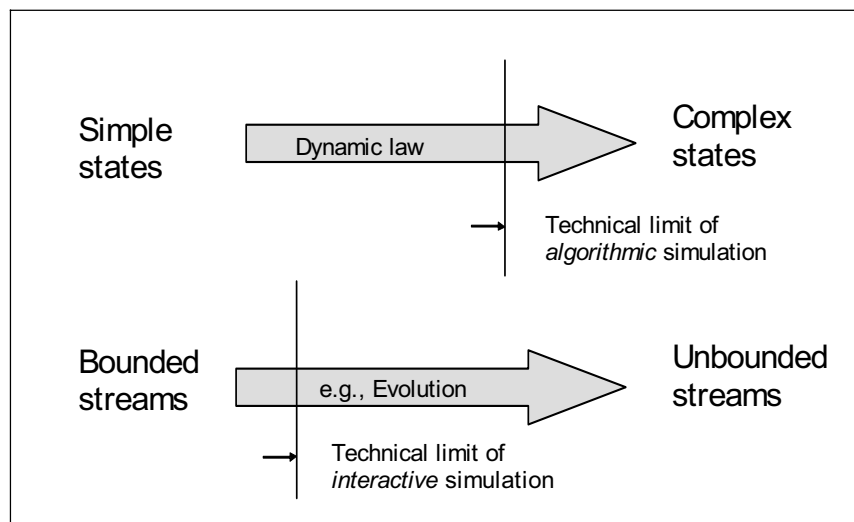 Simple
states
Dynamic law
Complex
states
Technical limit of
algorithmic simulation
Bounded
streams
e.g., Evolution
Unbounded
streams
Technical limit of
interactive simulation